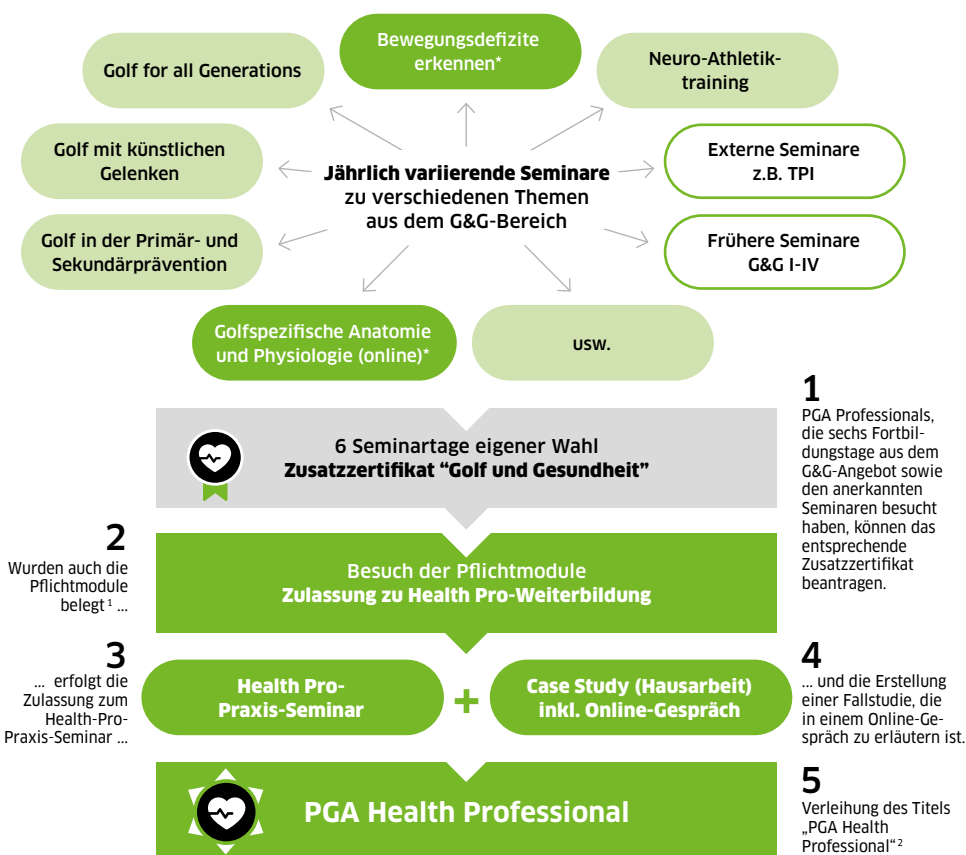 Bewegungsdefizite
erkennen*
Golf for all Generations
Neuro-Athletik-
training
Golf mit künstlichen
Gelenken
Jährlich variierende Seminare
zu verschiedenen Themen
aus dem G&G-Bereich
Externe Seminare
z.B. TPI
Golf in der Primär- und
Sekundärprävention
Frühere Seminare
G&G I-IV
Golfspezifische Anatomie
und Physiologie (online)*
usw.
6 Seminartage eigener Wahl
Zusatzzertifikat “Golf und Gesundheit”
1
PGA Professionals,
die sechs Fortbil-
dungstage aus dem
G&G-Angebot sowie
den anerkannten
Seminaren besucht
haben, können das
entsprechende
Zusatzzertifikat
beantragen.
2
Wurden auch die
Pflichtmodule
belegt ¹ ...
Besuch der Pflichtmodule
Zulassung zu Health Pro-Weiterbildung
3
... erfolgt die
Zulassung zum
Health-Pro-
Praxis-Seminar ...
Health Pro-
Praxis-Seminar
+
Case Study (Hausarbeit)
inkl. Online-Gespräch
4
... und die Erstellung
einer Fallstudie, die
in einem Online-Ge-
spräch zu erläutern ist.
PGA Health Professional
5
Verleihung des Titels
„PGA Health
Professional“ ²